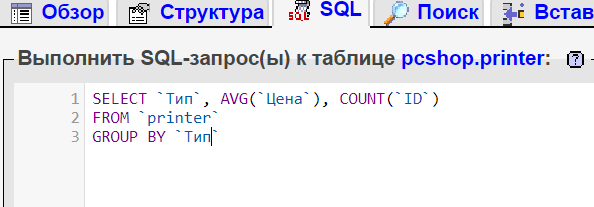 Обзор Структура SQL Поиск Встав
Выполнить SQL-запрос(ы) к таблице pcshop.printer:
1 SELECT `Тип`, AVG(`Цена`), COUNT(`ID`)
2 FROM `printer`
3 GROUP BY `Тип`